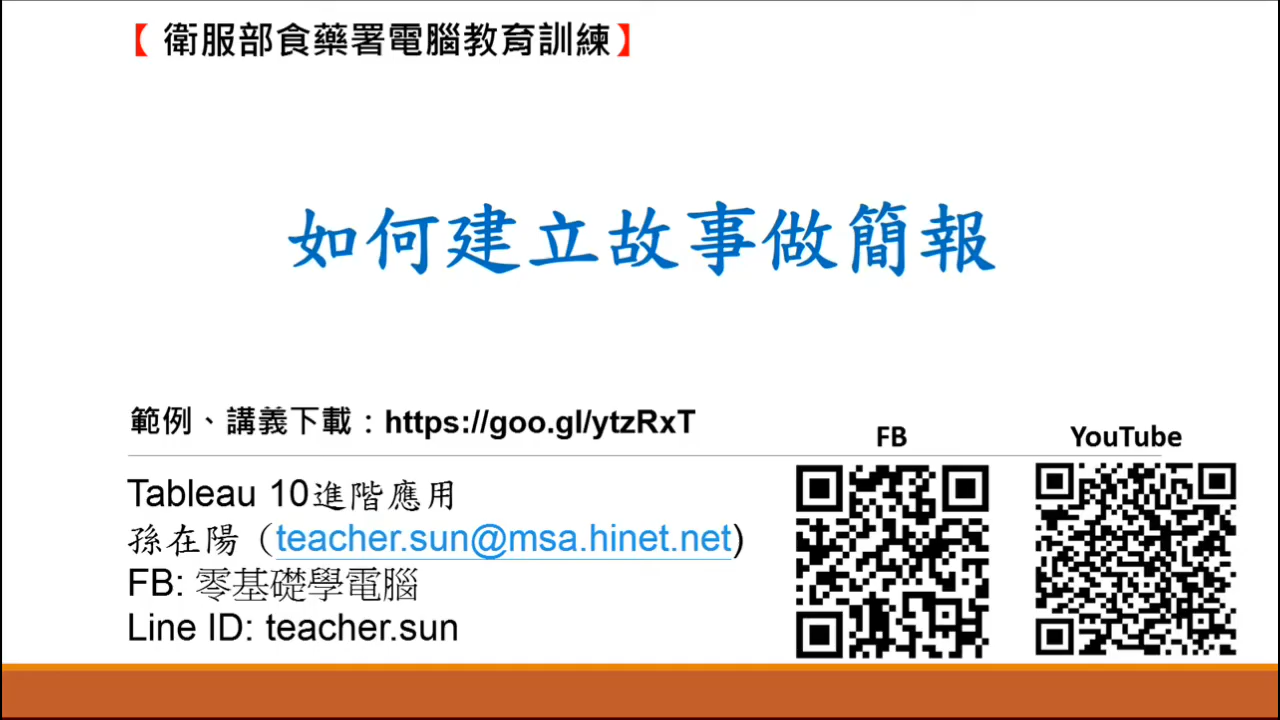 【 衛服部食藥署電腦教育訓練】
如何建立故事做簡報
範例、講義下載：https://goo.gl/ytzRxT
FB
YouTube
Tableau 10進階應用
孫在陽（teacher.sun@msa.hinet.net)
FB: 零基礎學電腦
Line ID: teacher.sun